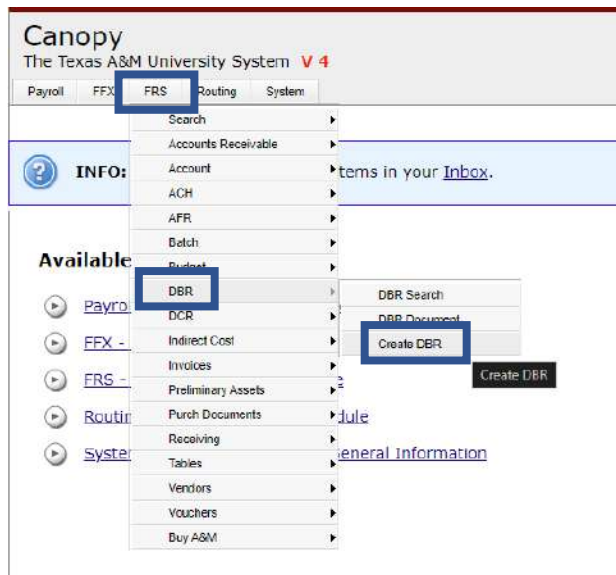 Canopy
The Texas A&M University System V 4
Payroll FFX FRS Routing System
Search
Accounts Receivable
INFO: Account tems in your Inbox.
ACH
AFR
Batch
Available
Budget
DBR DBR Search
Payro
DCR DBR Document
FFX - Indirect Cost Create DBR
Invoices
FRS - Preliminary Assets Create DBR
Routin Purch Documents dule
Receiving
System Tables eneral Information
Vendors
Vouchers
Buy A&M